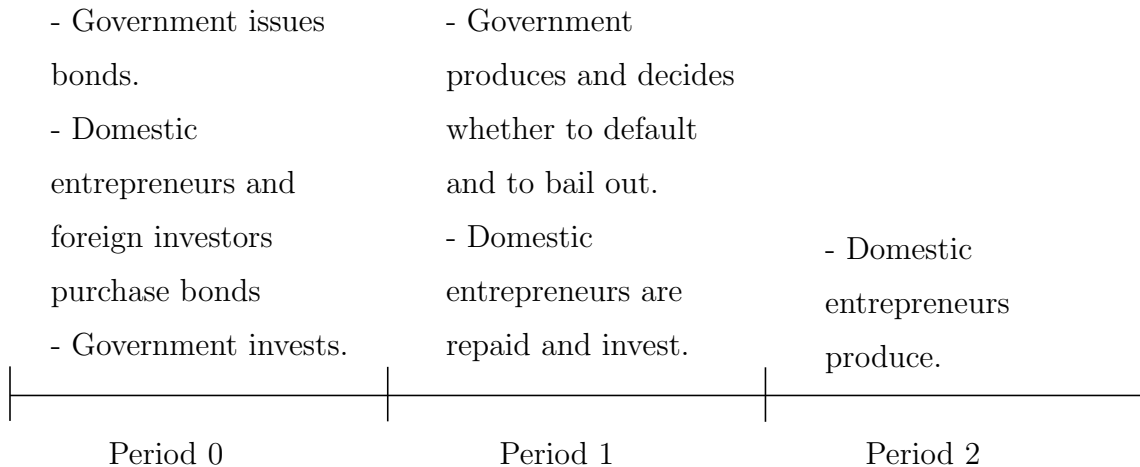 - Government issues
bonds.
- Domestic
entrepreneurs and
foreign investors
purchase bonds
- Government invests.
- Government
produces and decides
whether to default
and to bail out.
- Domestic
entrepreneurs are
repaid and invest.
- Domestic
entrepreneurs
produce.
Period 0
Period 1
Period 2